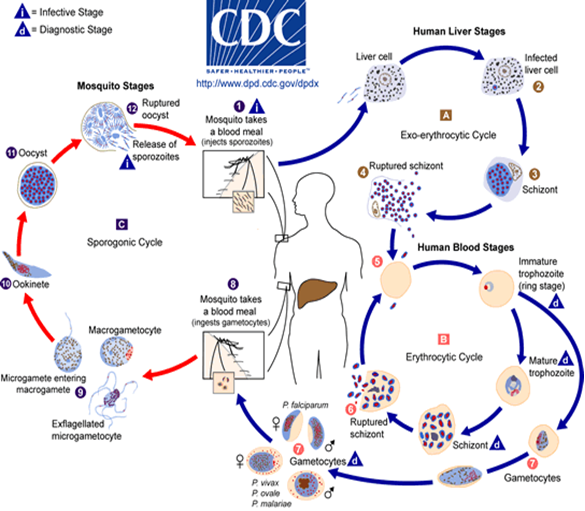 i = Infective Stage
d = Diagnostic Stage
CDC
SAFER • HEALTHIER • PEOPLE™
http://www.dpd.cdc.gov/dpdx
Human Liver Stages
Liver cell
Infected
liver cell
2
A
Exo-erythrocytic Cycle
3
Schizont
4
Ruptured schizont
Mosquito Stages
12 Ruptured
oocyst
Release of
sporozoites
i
11 Oocyst
C
Sporogonic Cycle
10 Ookinete
Macrogametocyte
Microgamete entering
macrogamete
9
Exflagellated
microgametocyte
1 i
Mosquito takes
a blood meal
(injects sporozoites)
8
Mosquito takes
a blood meal
(ingests gametocytes)
Human Blood Stages
5
Immature
trophozoite
(ring stage)
d
B
Erythrocytic Cycle
Mature d
trophozoite
6
Ruptured
schizont
Schizont d
7
Gametocytes
P. falciparum
♀
7
♂
Gametocytes d
♀
P. vivax
P. ovale
P. malariae
♂